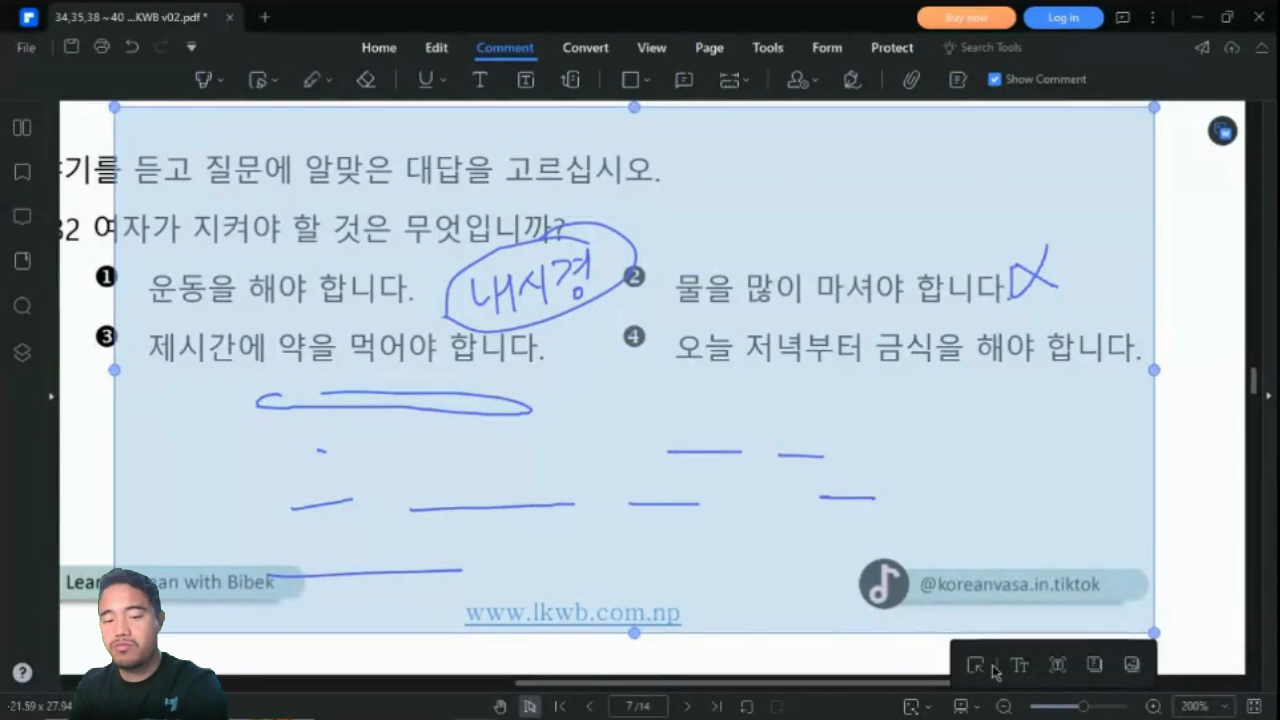 34,35,38 ~ 40 ...KWB v02.pdf *
Buy now
Log in
File
Home
Edit
Comment
Convert
View
Page
Tools
Form
Protect
Search Tools
Show Comment
기를 듣고 질문에 알맞은 대답을 고르십시오.
32 여자가 지켜야 할 것은 무엇입니까?
❶ 운동을 해야 합니다.
내시경
❷ 물을 많이 마셔야 합니다.
❸ 제시간에 약을 먹어야 합니다.
❹ 오늘 저녁부터 금식을 해야 합니다.
with Bibek
@koreanvasa.in.tiktok
www.lkwb.com.np
21.59 x 27.94
7 /14
200%